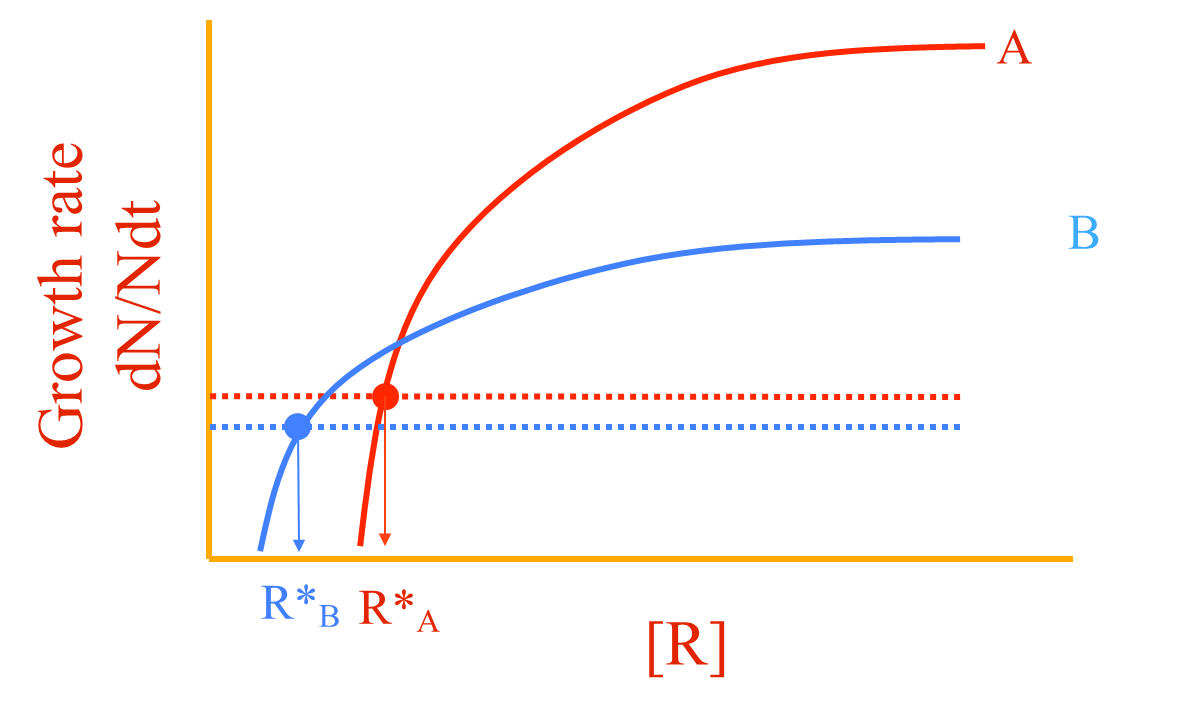 Growth rate
dN/Ndt
A
B
R*B
R*A
[R]